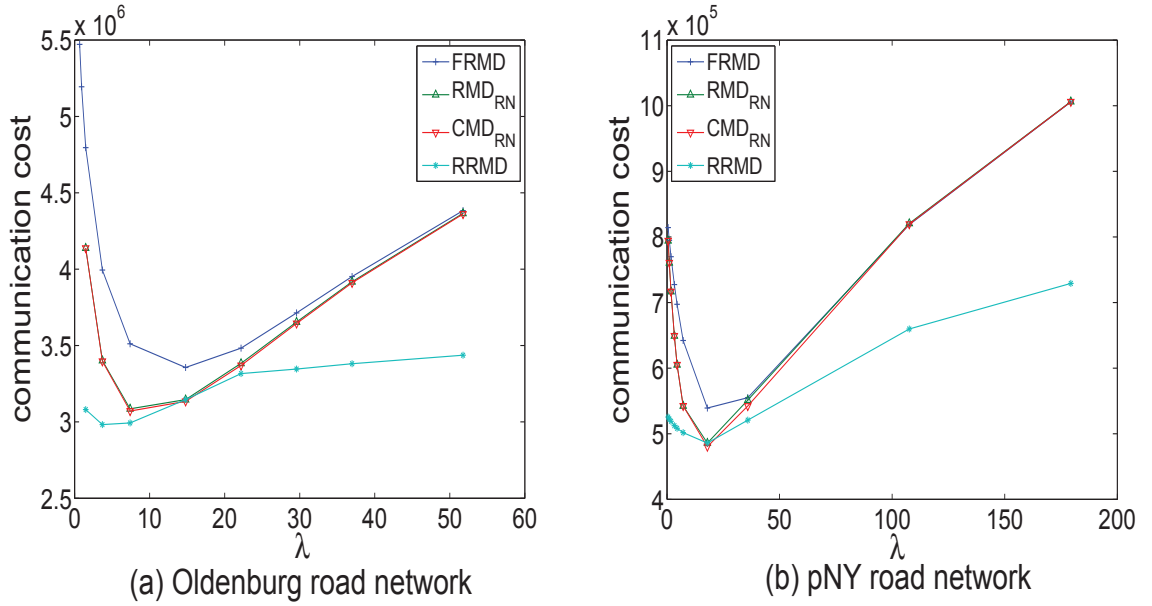 x 10^6
5.5
5
4.5
4
3.5
3
2.5
communication cost
0 10 20 30 40 50 60
λ
FRMD
RMD_RN
CMD_RN
RRMD
(a) Oldenburg road network
x 10^5
11
10
9
8
7
6
5
4
communication cost
0 50 100 150 200
λ
FRMD
RMD_RN
CMD_RN
RRMD
(b) pNY road network